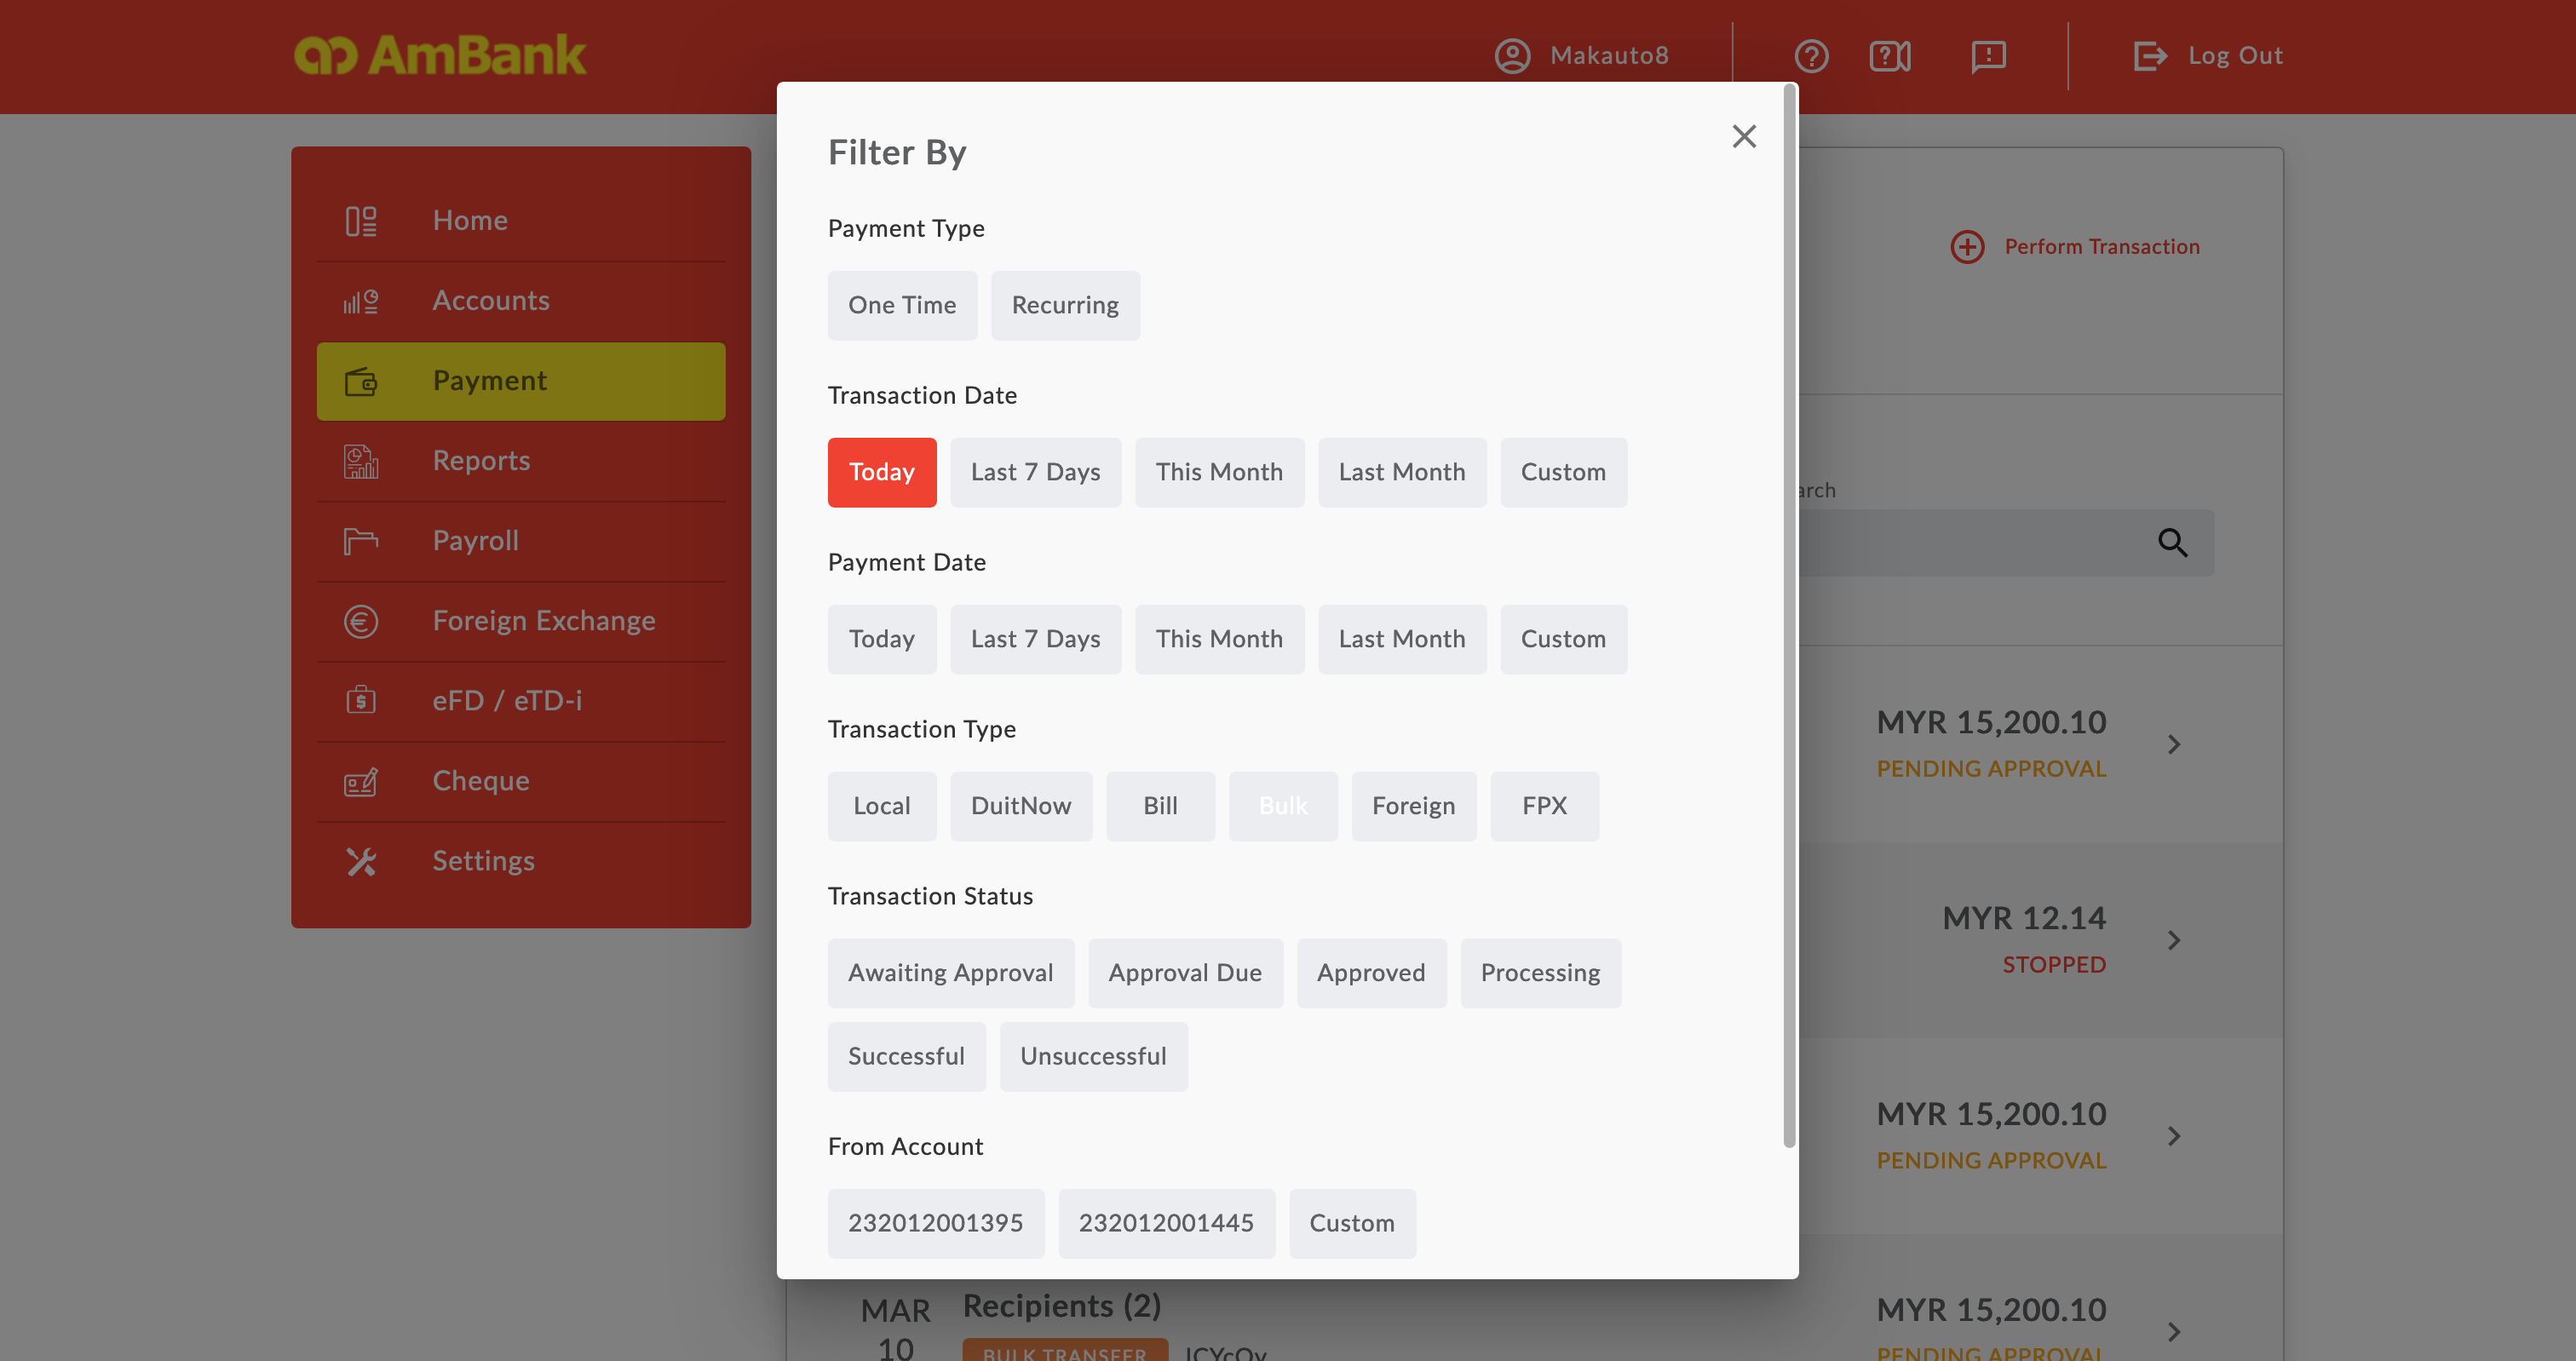 AmBank
Makauto8
Log Out
Home
Accounts
Payment
Reports
Payroll
Foreign Exchange
eFD / eTD-i
Cheque
Settings
Filter By
Payment Type
One Time Recurring
Transaction Date
Today Last 7 Days This Month Last Month Custom
Payment Date
Today Last 7 Days This Month Last Month Custom
Transaction Type
Local DuitNow Bill Bulk Foreign FPX
Transaction Status
Awaiting Approval Approval Due Approved Processing
Successful Unsuccessful
From Account
232012001395 232012001445 Custom
Perform Transaction
arch
MYR 15,200.10
PENDING APPROVAL
MYR 12.14
STOPPED
MYR 15,200.10
PENDING APPROVAL
MAR
10
Recipients (2)
BULK TRANSFER
MYR 15,200.10
PENDING APPROVAL